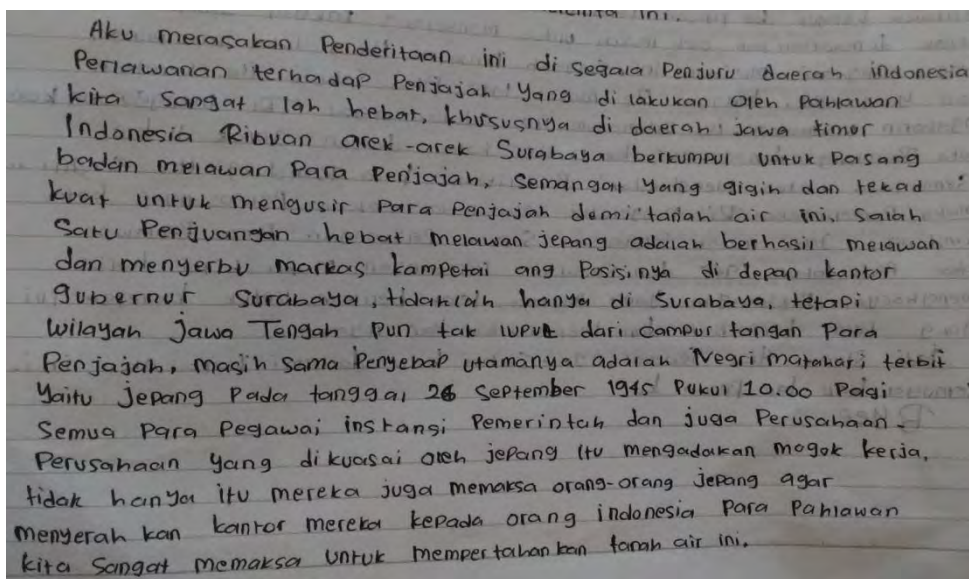 Aku merasakan Penderitaan ini di segala Penjuru daerah indonesia
Perlawanan terhadap Penjajah Yang di lakukan Oleh Pahlawan
kita sangat lah hebat, khususnya di daerah jawa timor
Indonesia Ribuan arek-arek Surabaya berkumpul untuk Pasang
badan melawan Para Penjajah, semangat yang gigih dan tekad
kuat untuk mengusir Para Penjajah demi tanah air ini. salah
Satu Penjuangan hebat melawan jepang adalah berhasil melawan
dan menyerbu markas kampetai ang Posisinya di depan kantor
gubernur Surabaya, tidahlain hanya di Surabaya, tetapi
wilayah Jawa Tengah Pun tak luput dari campur tangan Para
Penjajah, masih sama Penyebab utamanya adalah Negri matahari terbit
yaitu Jepang Pada tanggal 26 September 1945 Pukul 10.00 Pagi
Semua Para Pegawai instansi Pemerintah dan juga Perusahaan-
Perusahaan yang dikuasai oleh jepang itu mengadakan mogok kerja,
tidak hanya itu mereka juga memaksa orang-orang jepang agar
menyerah kan kantor mereka kepada orang indonesia Para Pahlawan
kita sangat memaksa untuk mempertahankan tanah air ini.